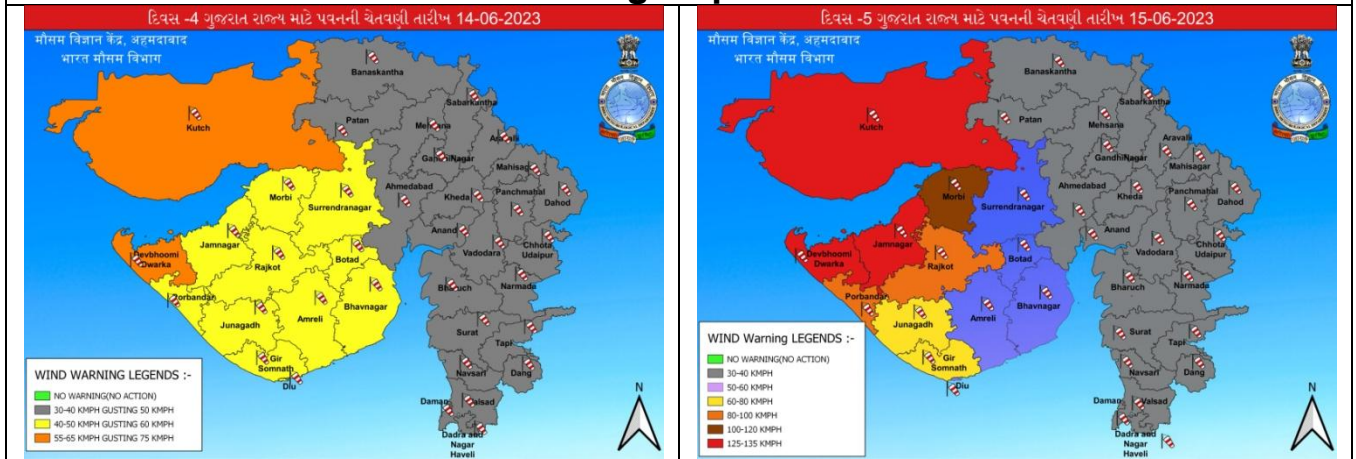 દિવસ -4 ગુજરાત રાજ્ય માટે પવનની ચેતવણી તારીખ 14-06-2023
मौसम विज्ञान केंद्र, अहमदाबाद
भारत मौसम विभाग
Banaskantha
Sabarkantha
Kutch
Patan
Mehsana
Aravalli
GandhiNagar
Mahisagar
Morbi
Surrendranagar
Ahmedabad
Kheda
Panchmahal
Dahod
Jamnagar
Anand
Devbhoomi
Dwarka
Rajkot
Botad
Vadodara
Chhota
Udaipur
Porbandar
Bharuch
Narmada
Junagadh
Amreli
Bhavnagar
Surat
Tapi
Gir
Somnath
Diu
Navsari
Dang
Daman
Valsad
Dadra and
Nagar
Haveli
N
WIND WARNING LEGENDS :-
NO WARNING(NO ACTION)
30-40 KMPH GUSTING 50 KMPH
40-50 KMPH GUSTING 60 KMPH
55-65 KMPH GUSTING 75 KMPH
દિવસ -5 ગુજરાત રાજ્ય માટે પવનની ચેતવણી તારીખ 15-06-2023
मौसम विज्ञान केंद्र, अहमदाबाद
भारत मौसम विभाग
Banaskantha
Sabarkantha
Kutch
Patan
Mehsana
Aravalli
GandhiNagar
Mahisagar
Morbi
Surrendranagar
Ahmedabad
Kheda
Panchmahal
Dahod
Jamnagar
Anand
Devbhoomi
Dwarka
Rajkot
Botad
Vadodara
Chhota
Udaipur
Porbandar
Bharuch
Narmada
Junagadh
Amreli
Bhavnagar
Surat
Tapi
Gir
Somnath
Diu
Navsari
Dang
Daman
Valsad
Dadra and
Nagar
Haveli
N
WIND Warning LEGENDS :-
NO WARNING(NO ACTION)
30-40 KMPH
50-60 KMPH
60-80 KMPH
80-100 KMPH
100-120 KMPH
125-135 KMPH